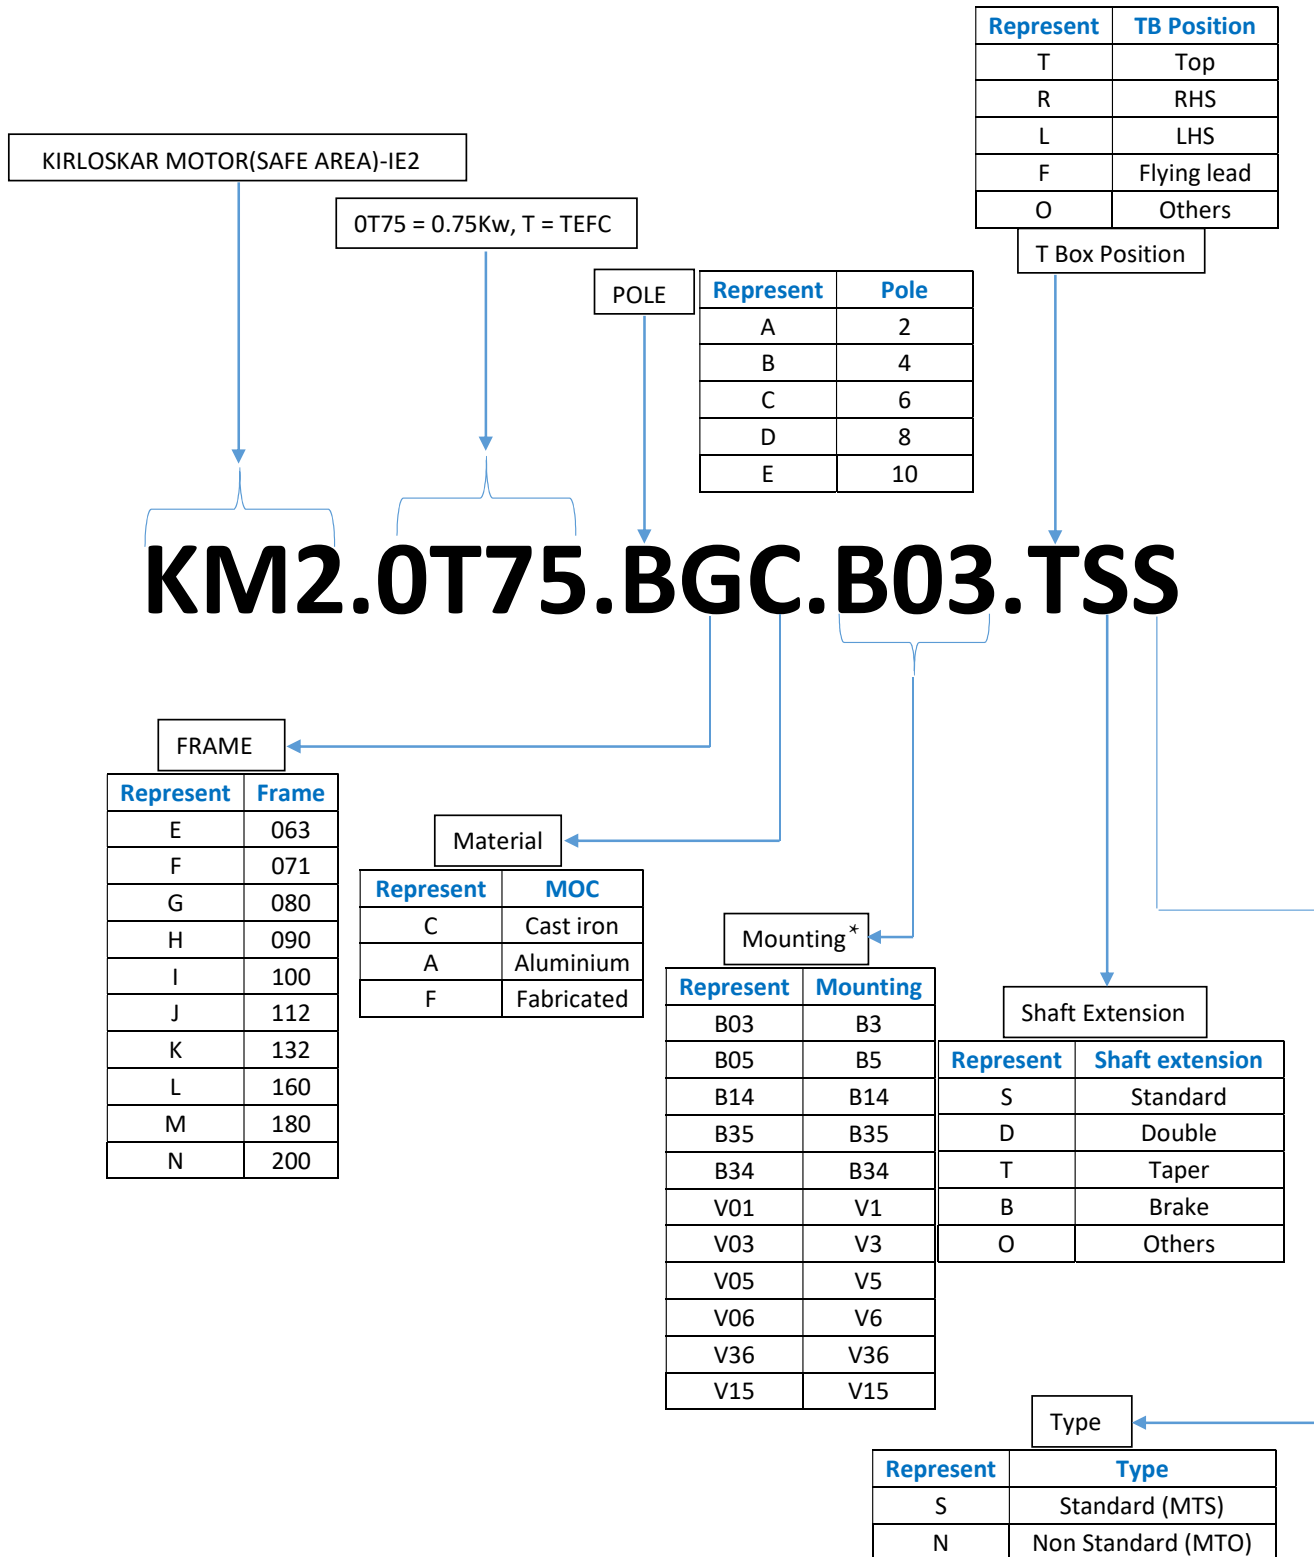 Represent TB Position
T Top
R RHS
L LHS
F Flying lead
O Others
T Box Position
KIRLOSKAR MOTOR(SAFE AREA)-IE2
0T75 = 0.75Kw, T = TEFC
POLE
Represent Pole
A 2
B 4
C 6
D 8
E 10
KM2.0T75.BGC.B03.TSS
FRAME
Represent Frame
E 063
F 071
G 080
H 090
I 100
J 112
K 132
L 160
M 180
N 200
Material
Represent MOC
C Cast iron
A Aluminium
F Fabricated
Mounting*
Represent Mounting
B03 B3
B05 B5
B14 B14
B35 B35
B34 B34
V01 V1
V03 V3
V05 V5
V06 V6
V36 V36
V15 V15
Shaft Extension
Represent Shaft extension
S Standard
D Double
T Taper
B Brake
O Others
Type
Represent Type
S Standard (MTS)
N Non Standard (MTO)